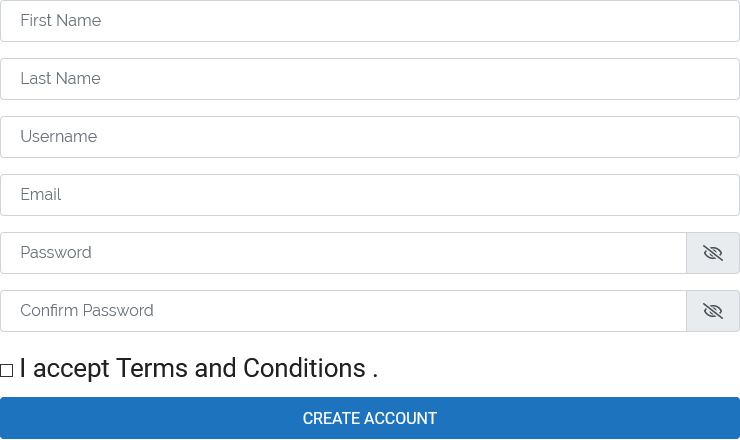 First Name
Last Name
Username
Email
Password
Confirm Password
I accept Terms and Conditions .
CREATE ACCOUNT